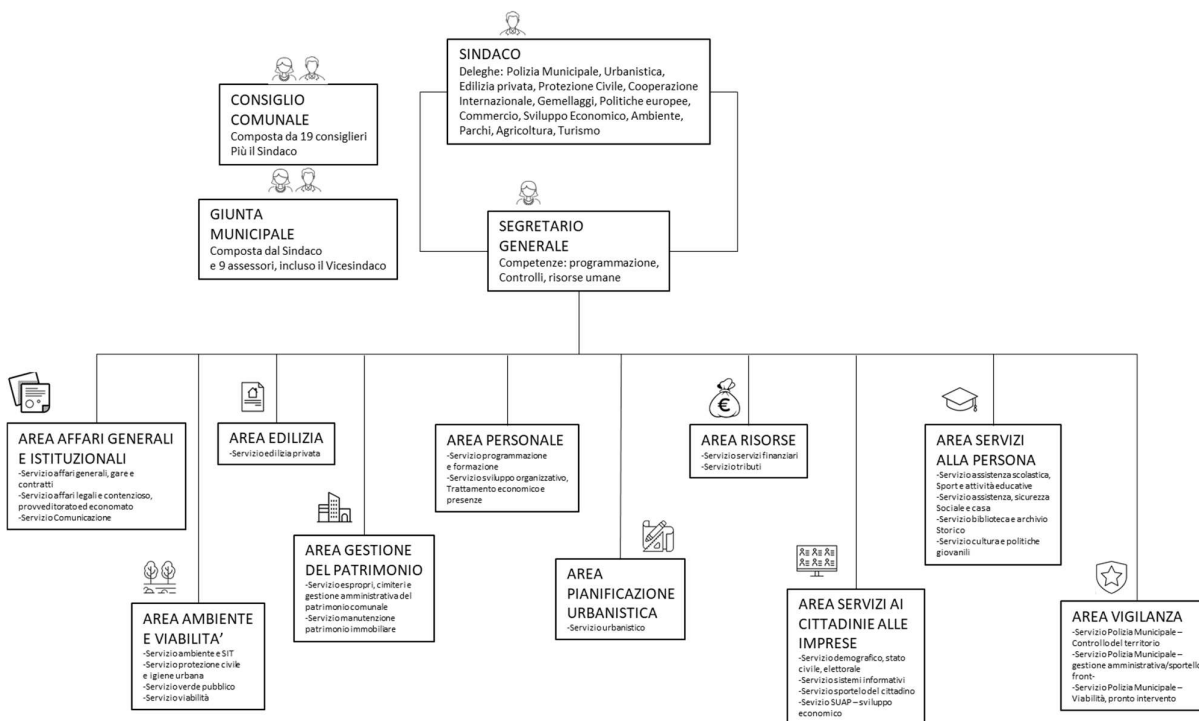 SINDACO
Deleghe: Polizia Municipale, Urbanistica,
Edilizia privata, Protezione Civile, Cooperazione
Internazionale, Gemellaggi, Politiche europee,
Commercio, Sviluppo Economico, Ambiente,
Parchi, Agricoltura, Turismo
CONSIGLIO
COMUNALE
Composta da 19 consiglieri
Più il Sindaco
GIUNTA
MUNICIPALE
Composta dal Sindaco
e 9 assessori, incluso il Vicesindaco
SEGRETARIO
GENERALE
Competenze: programmazione,
Controlli, risorse umane
AREA AFFARI GENERALI
E ISTITUZIONALI
-Servizio affari generali, gare e
contratti
-Servizio affari legali e contenzioso,
provveditorato ed economato
-Servizio Comunicazione
AREA EDILIZIA
-Servizio edilizia privata
AREA PERSONALE
-Servizio programmazione
e formazione
-Servizio sviluppo organizzativo,
Trattamento economico e
presenze
AREA RISORSE
-Servizio servizi finanziari
-Servizio tributi
AREA SERVIZI
ALLA PERSONA
-Servizio assistenza scolastica,
Sport e attività educative
-Servizio assistenza, sicurezza
Sociale e casa
-Servizio biblioteca e archivio
Storico
-Servizio cultura e politiche
giovanili
AREA AMBIENTE
E VIABILITA’
-Servizio ambiente e SIT
-Servizio protezione civile
e igiene urbana
-Servizio verde pubblico
-Servizio viabilità
AREA GESTIONE
DEL PATRIMONIO
-Servizio espropri, cimiteri e
gestione amministrativa del
patrimonio comunale
-Servizio manutenzione
patrimonio immobiliare
AREA
PIANIFICAZIONE
URBANISTICA
-Servizio urbanistico
AREA SERVIZI AI
CITTADINI E ALLE
IMPRESE
-Servizio demografico, stato
civile, elettorale
-Servizio sistemi informativi
-Servizio sportelo del cittadino
-Sevizio SUAP – sviluppo
economico
AREA VIGILANZA
-Servizio Polizia Municipale –
Controllo del territorio
-Servizio Polizia Municipale –
gestione amministrativa/sportello
front-
-Servizio Polizia Municipale –
Viabilità, pronto intervento